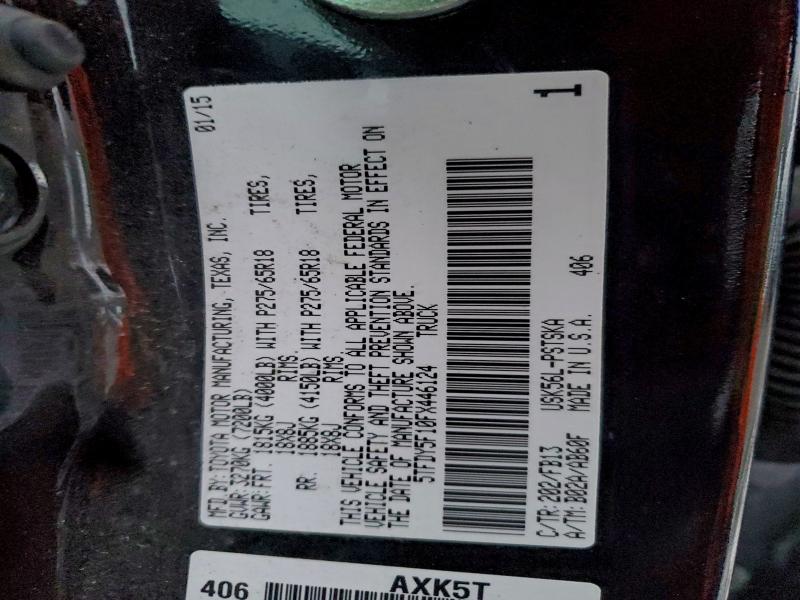 MFD.BY: TOYOTA MOTOR MANUFACTURING, TEXAS, INC. 01/15
GVWR: 3270KG (7200LB)
GAWR: FRT. 1815KG (4000LB) WITH P275/65R18 TIRES,
18X8J RIMS.
RR. 1885KG (4150LB) WITH P275/65R18 TIRES,
18X8J RIMS.
THIS VEHICLE CONFORMS TO ALL APPLICABLE FEDERAL MOTOR
VEHICLE SAFETY AND THEFT PREVENTION STANDARDS IN EFFECT ON
THE DATE OF MANUFACTURE SHOWN ABOVE.
5TFDY5F10FX446124 TRUCK
1
C/TR: 202/FB13 USK56L-PSTSKA
A/TM: B02A/AB60F MADE IN U.S.A. 406
406 AXK5T